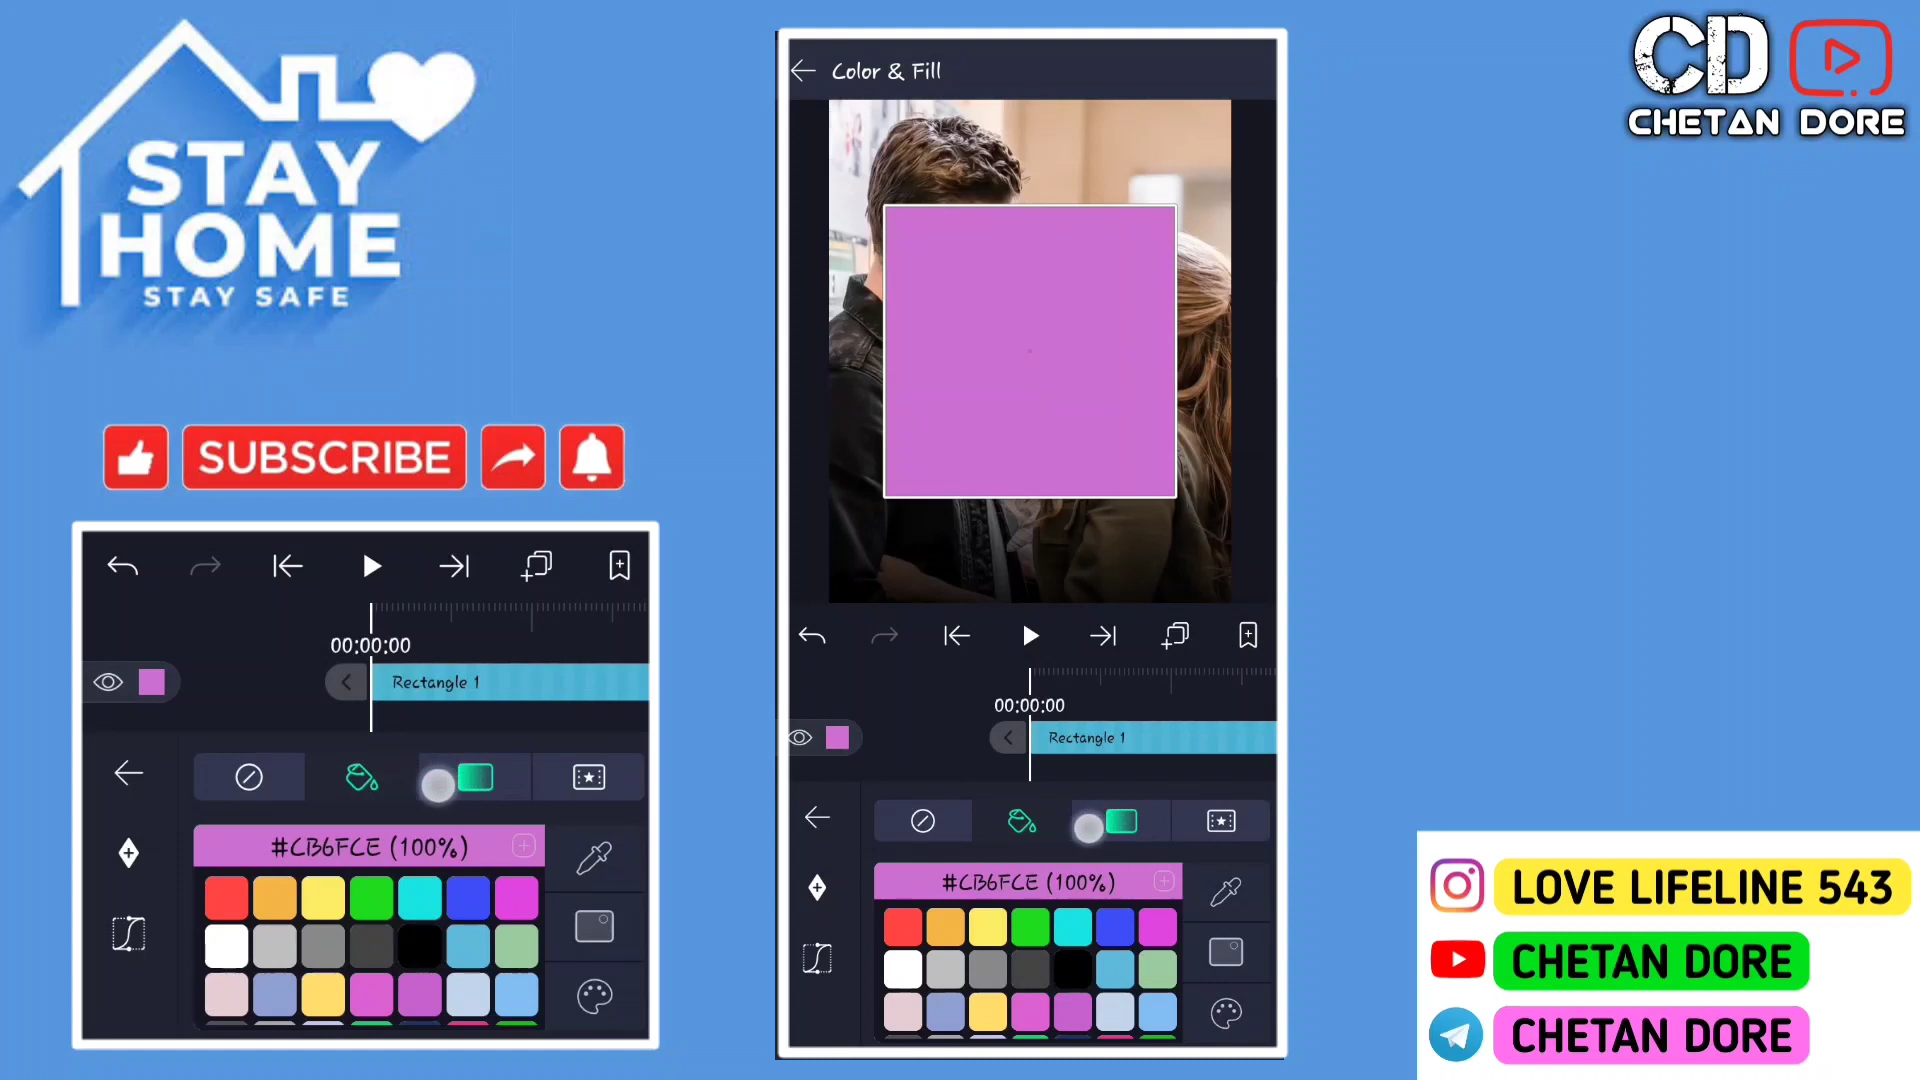 STAY
HOME
STAY SAFE
SUBSCRIBE
00:00:00
Rectangle 1
#CB6FCE (100%)
Color & Fill
00:00:00
Rectangle 1
#CB6FCE (100%)
CD
CHETAN DORE
LOVE LIFELINE 543
CHETAN DORE
CHETAN DORE